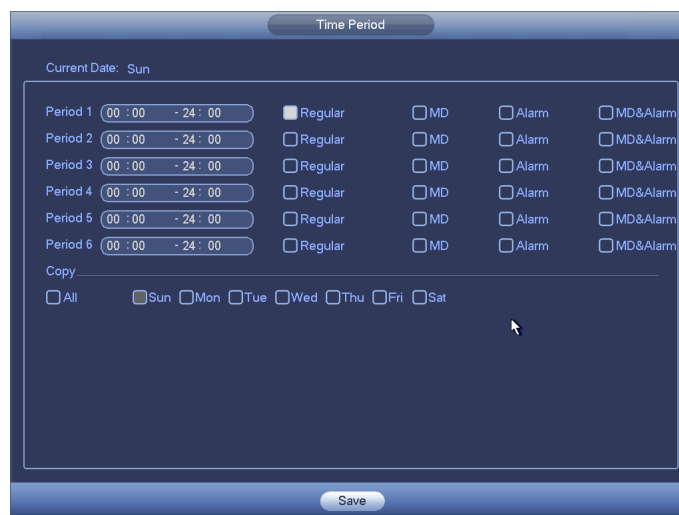 Time Period
Current Date: Sun
Period 1 00 : 00 - 24 : 00 Regular MD Alarm MD&Alarm
Period 2 00 : 00 - 24 : 00 Regular MD Alarm MD&Alarm
Period 3 00 : 00 - 24 : 00 Regular MD Alarm MD&Alarm
Period 4 00 : 00 - 24 : 00 Regular MD Alarm MD&Alarm
Period 5 00 : 00 - 24 : 00 Regular MD Alarm MD&Alarm
Period 6 00 : 00 - 24 : 00 Regular MD Alarm MD&Alarm
Copy
All Sun Mon Tue Wed Thu Fri Sat
Save